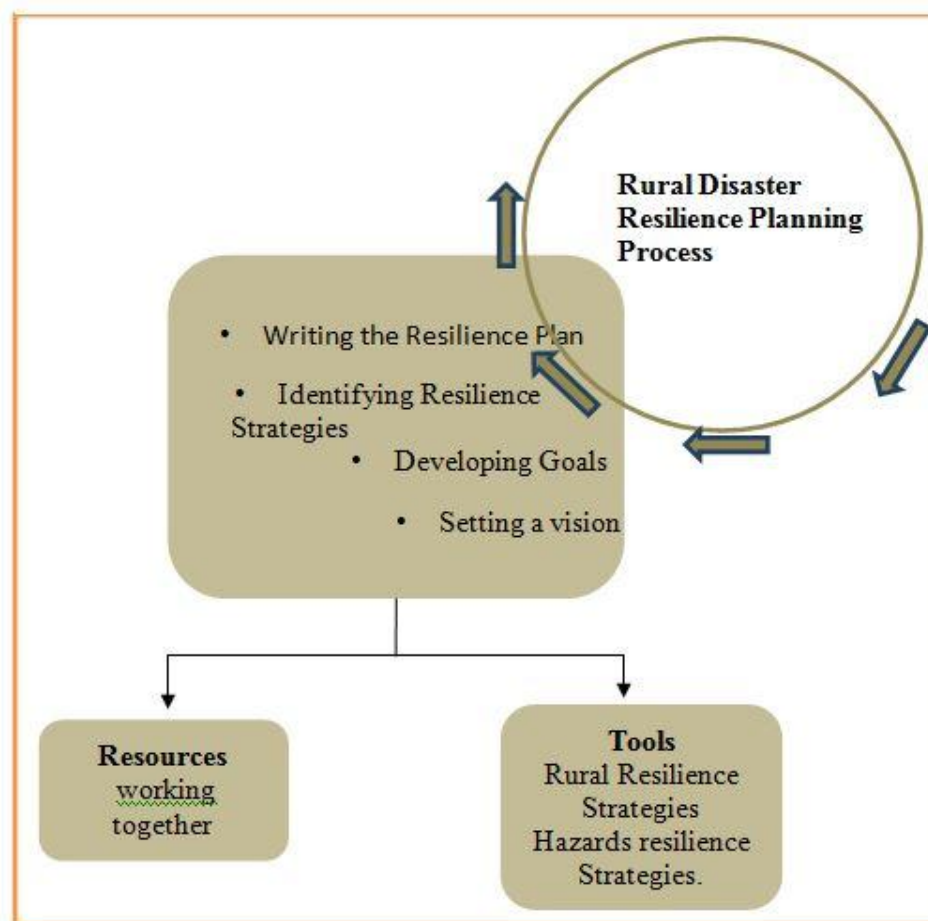 Rural Disaster
Resilience Planning
Process
• Writing the Resilience Plan
• Identifying Resilience
Strategies
• Developing Goals
• Setting a vision
Resources
working
together
Tools
Rural Resilience
Strategies
Hazards resilience
Strategies.